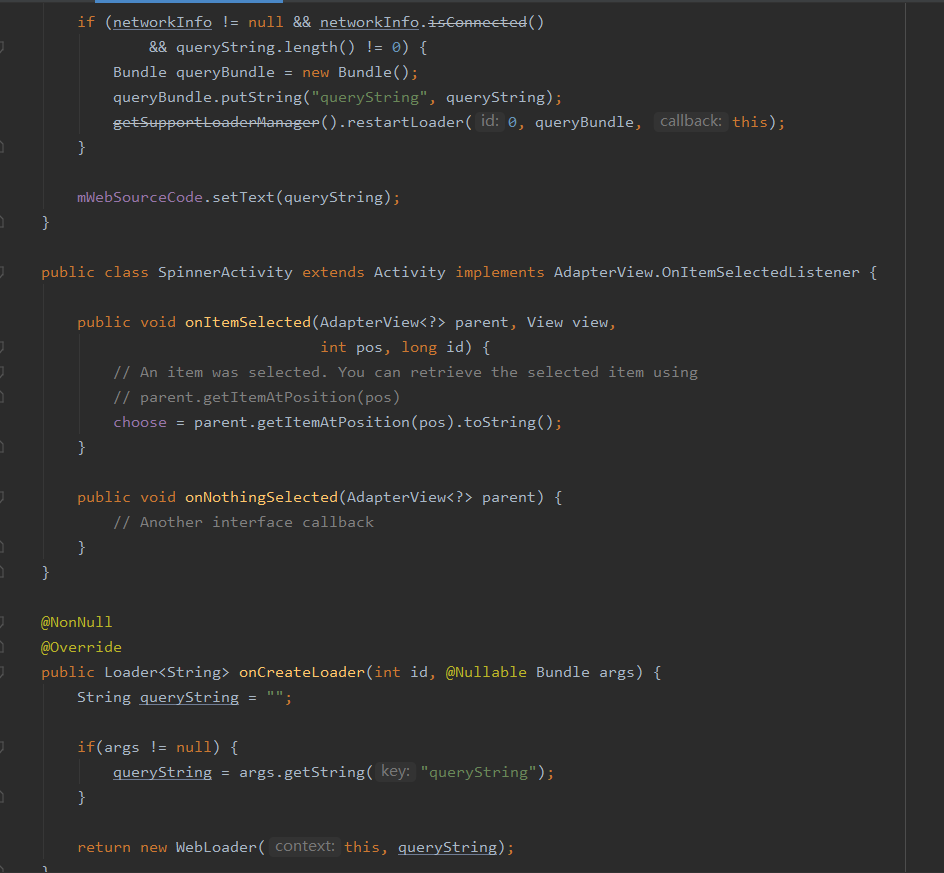 if (networkInfo != null && networkInfo.isConnected()
&& queryString.length() != 0) {
Bundle queryBundle = new Bundle();
queryBundle.putString("queryString", queryString);
getSupportLoaderManager().restartLoader( id: 0, queryBundle, callback: this);
}
mWebSourceCode.setText(queryString);
}
public class SpinnerActivity extends Activity implements AdapterView.OnItemSelectedListener {
public void onItemSelected(AdapterView<?> parent, View view,
int pos, long id) {
// An item was selected. You can retrieve the selected item using
// parent.getItemAtPosition(pos)
choose = parent.getItemAtPosition(pos).toString();
}
public void onNothingSelected(AdapterView<?> parent) {
// Another interface callback
}
}
@NonNull
@Override
public Loader<String> onCreateLoader(int id, @Nullable Bundle args) {
String queryString = "";
if(args != null) {
queryString = args.getString( key: "queryString");
}
return new WebLoader( context: this, queryString);
}